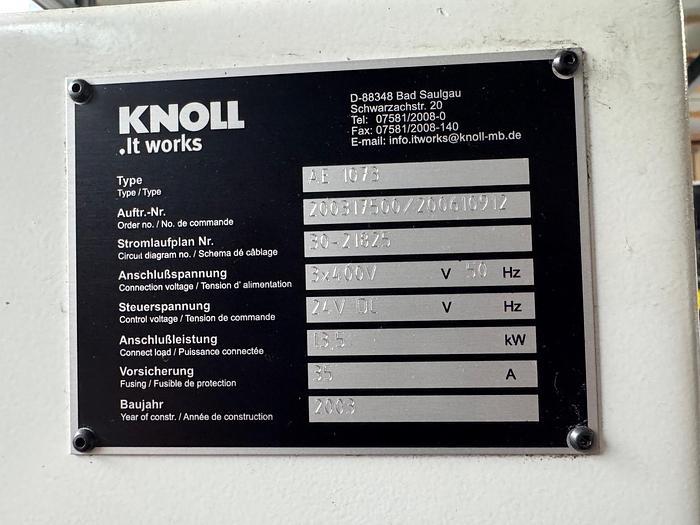 KNOLL
.It works
D-88348 Bad Saulgau
Schwarzachstr. 20
Tel: 07581/2008-0
Fax: 07581/2008-140
E-mail: info.itworks@knoll-mb.de
Type AE 1073
Type / Type
Auftr.-Nr. 200317500/200610912
Order no. / No. de commande
Stromlaufplan Nr. 30-21825
Circuit diagram no. / Schema dé câblage
Anschlußspannung 3x400V V 50 Hz
Connection voltage / Tension d' alimentation
Steuerspannung 24V DC V Hz
Control voltage / Tension de commande
Anschlußleistung 13,5 kW
Connect load / Puissance connectée
Vorsicherung 35 A
Fusing / Fusible de protection
Baujahr 2003
Year of constr. / Année de construction